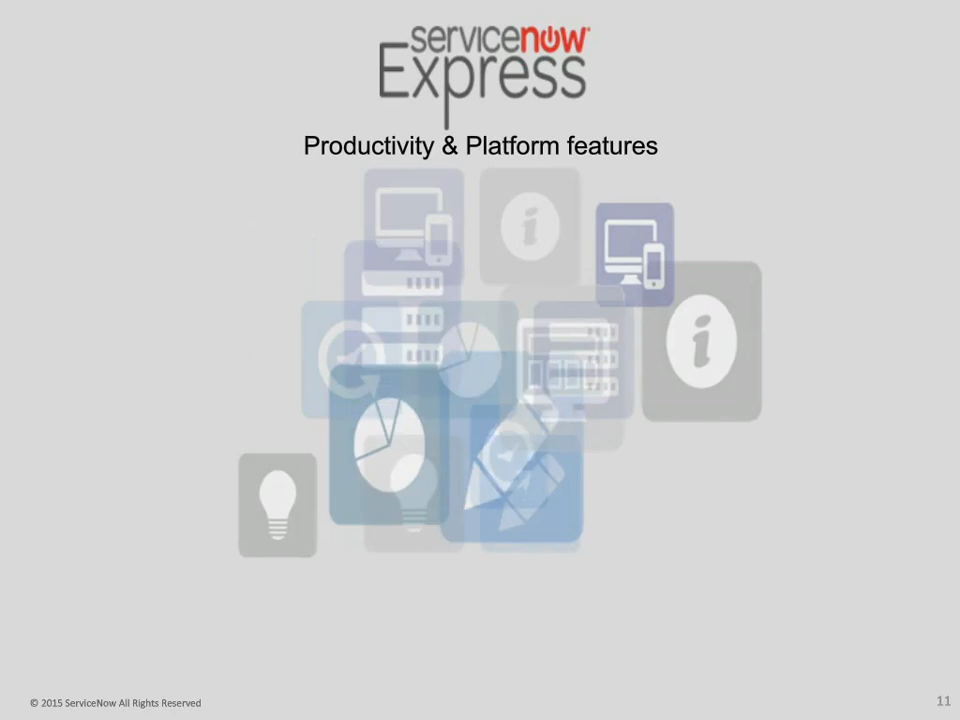 servicenow
Express
Productivity & Platform features
i
i
© 2015 ServiceNow All Rights Reserved
11